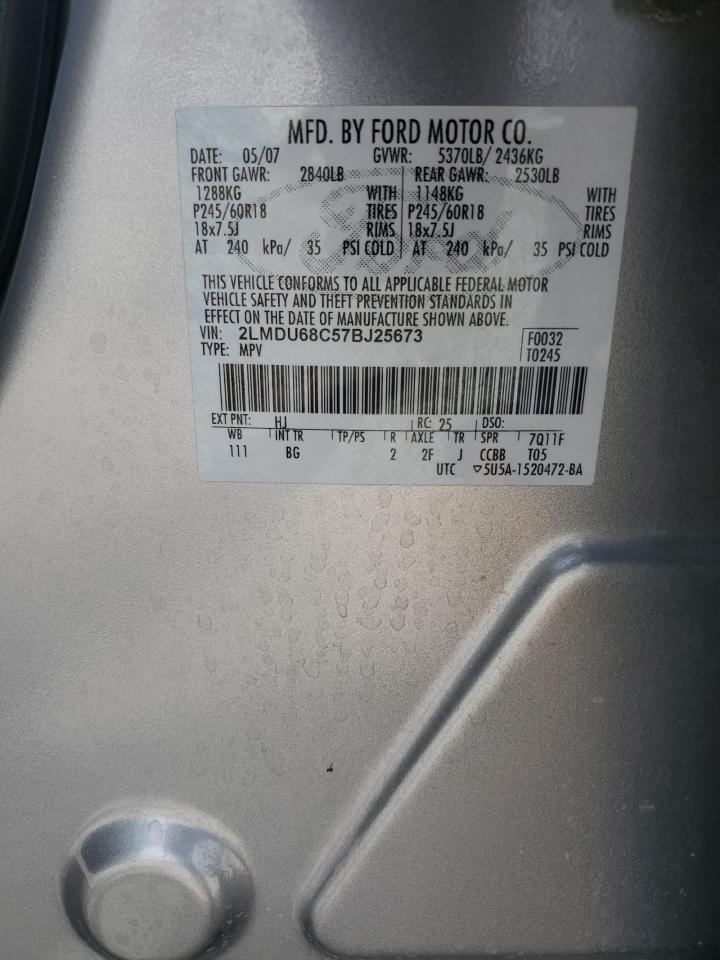 MFD. BY FORD MOTOR CO.
DATE: 05/07 GVWR: 5370LB/ 2436KG
FRONT GAWR: 2840LB REAR GAWR: 2530LB
1288KG WITH 1148KG WITH
P245/60R18 TIRES P245/60R18 TIRES
18x7.5J RIMS 18x7.5J RIMS
AT 240 kPa/ 35 PSI COLD AT 240 kPa/ 35 PSI COLD
Ford
THIS VEHICLE CONFORMS TO ALL APPLICABLE FEDERAL MOTOR
VEHICLE SAFETY AND THEFT PREVENTION STANDARDS IN
EFFECT ON THE DATE OF MANUFACTURE SHOWN ABOVE.
VIN: 2LMDU68C57BJ25673 F0032
TYPE: MPV T0245
EXT PNT: HJ RC: 25 DSO:
WB INT TR TP/PS R AXLE TR SPR 7Q11F
111 BG 2 2F J CCBB T05
UTC ▽5U5A-1520472-BA